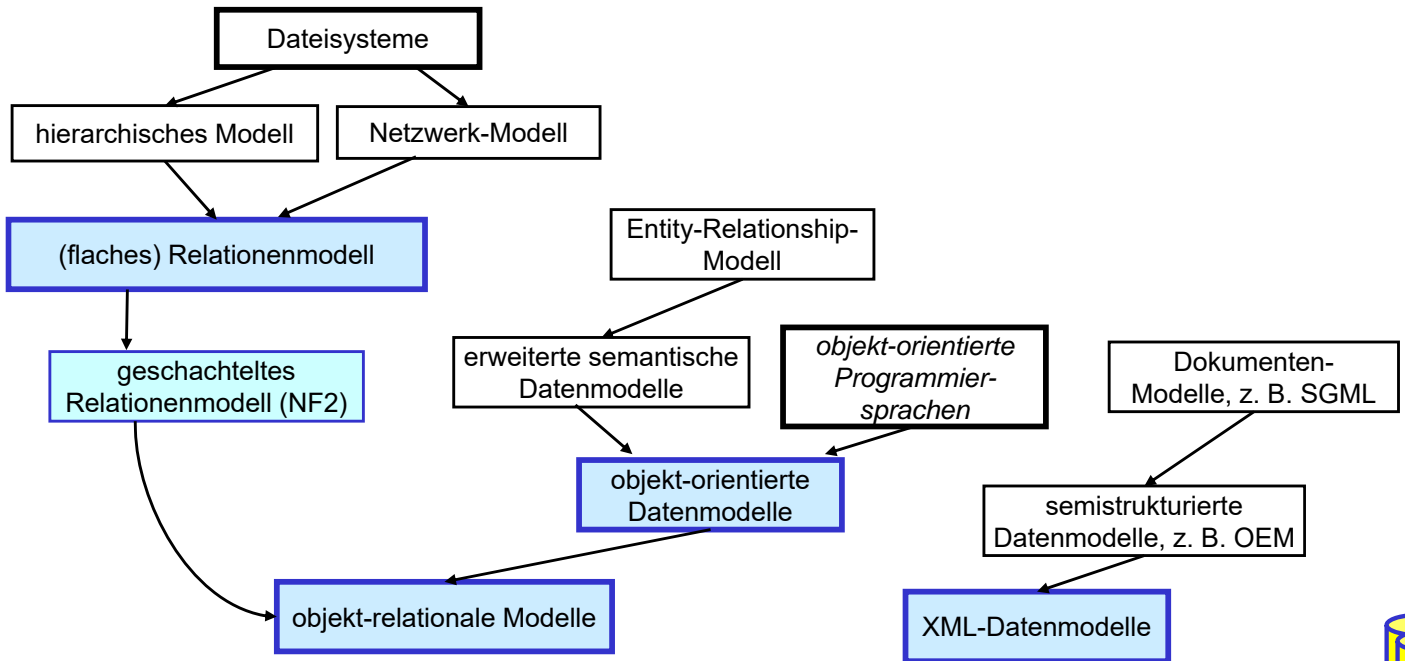 Dateisysteme
hierarchisches Modell
Netzwerk-Modell
(flaches) Relationenmodell
Entity-Relationship-
Modell
geschachteltes
Relationenmodell (NF2)
erweiterte semantische
Datenmodelle
objekt-orientierte
Programmier-
sprachen
Dokumenten-
Modelle, z. B. SGML
objekt-orientierte
Datenmodelle
semistrukturierte
Datenmodelle, z. B. OEM
objekt-relationale Modelle
XML-Datenmodelle